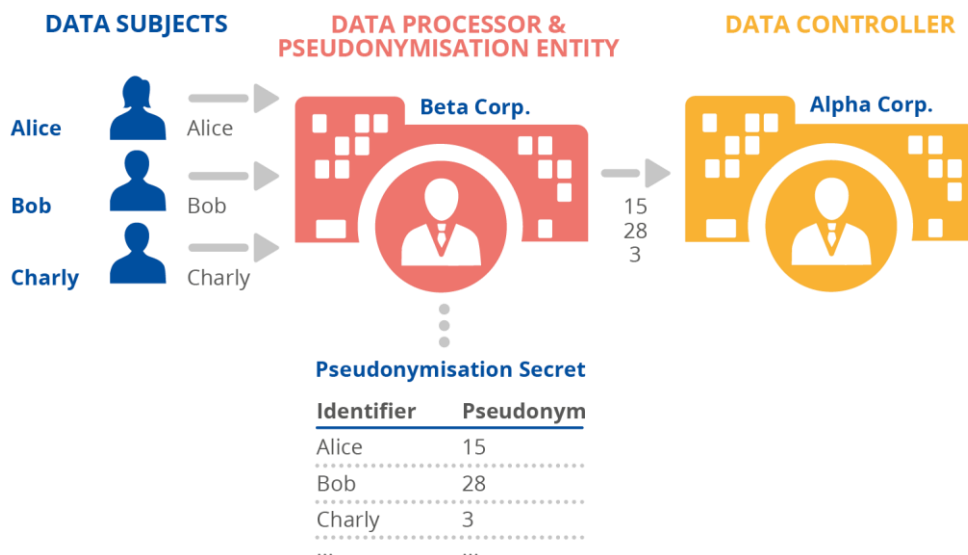 DATA SUBJECTS
DATA PROCESSOR &
PSEUDONYMISATION ENTITY
DATA CONTROLLER
Beta Corp.
Alpha Corp.
Alice
Alice
Bob
Bob
Charly
Charly
15
28
3
Pseudonymisation Secret
Identifier Pseudonym
Alice 15
Bob 28
Charly 3
... ...